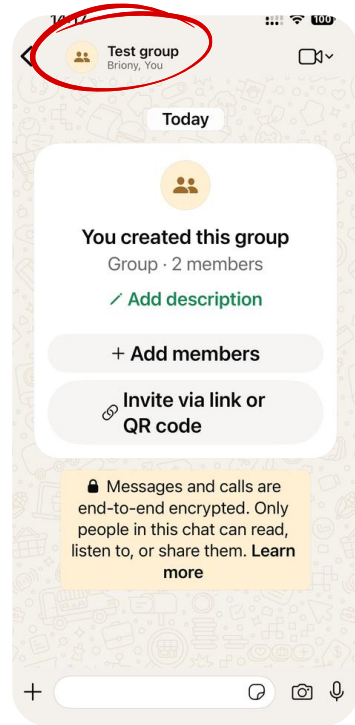 100
Test group
Briony, You
Today
You created this group
Group · 2 members
Add description
+ Add members
Invite via link or
QR code
Messages and calls are
end-to-end encrypted. Only
people in this chat can read,
listen to, or share them. Learn
more